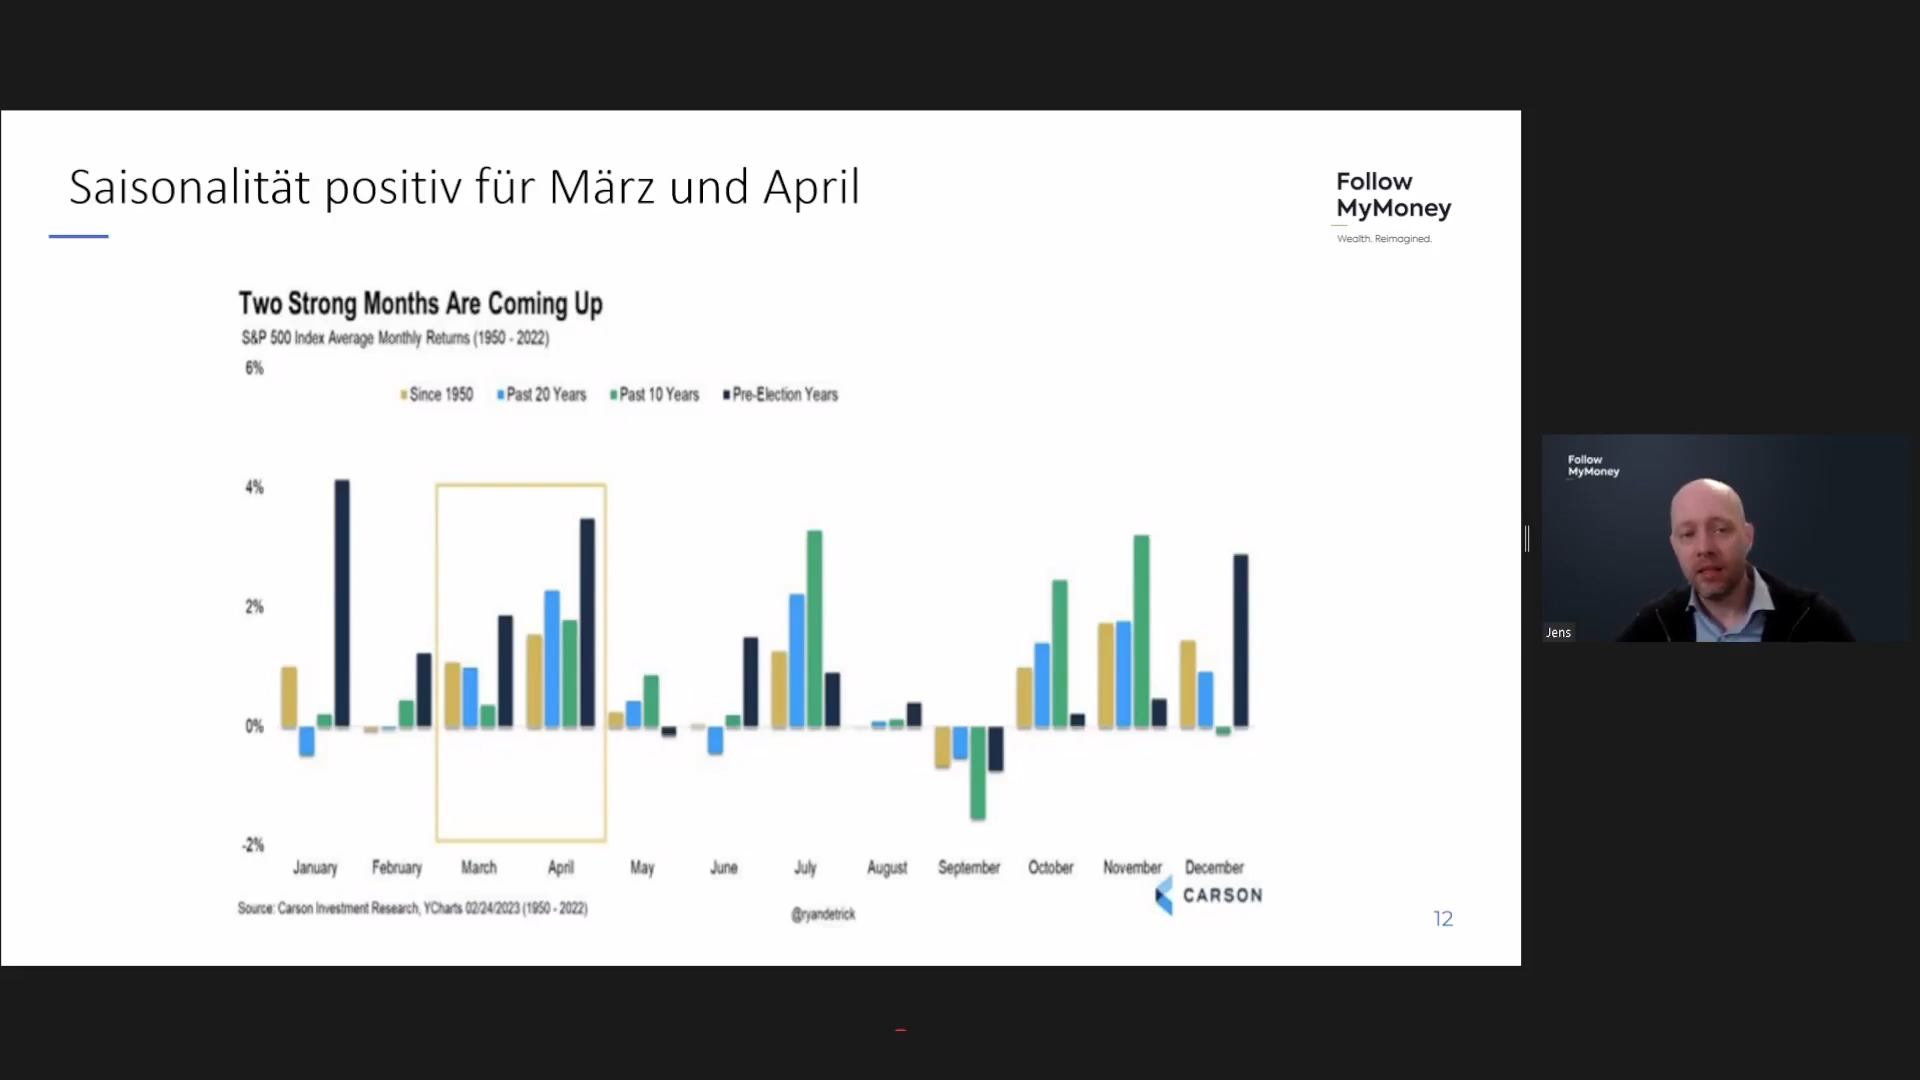 Saisonalität positiv für März und April
Follow
MyMoney
Wealth. Reimagined.
Two Strong Months Are Coming Up
S&P 500 Index Average Monthly Returns (1950 - 2022)
6%
Since 1950 Past 20 Years Past 10 Years Pre-Election Years
4%
2%
0%
-2%
January February March April May June July August September October November December
CARSON
Source: Carson Investment Research, YCharts 02/24/2023 (1950 - 2022)
@ryandetrick
12
Follow
MyMoney
Jens